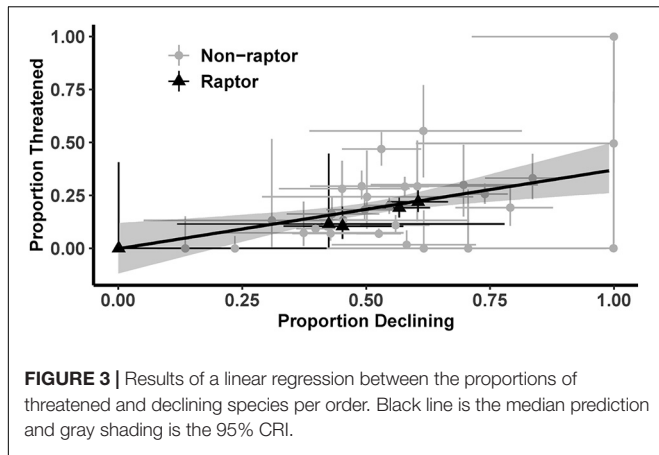 1.00
0.75
0.50
0.25
0.00
Proportion Threatened
Non-raptor
Raptor
0.00 0.25 0.50 0.75 1.00
Proportion Declining
FIGURE 3 | Results of a linear regression between the proportions of
threatened and declining species per order. Black line is the median prediction
and gray shading is the 95% CRI.